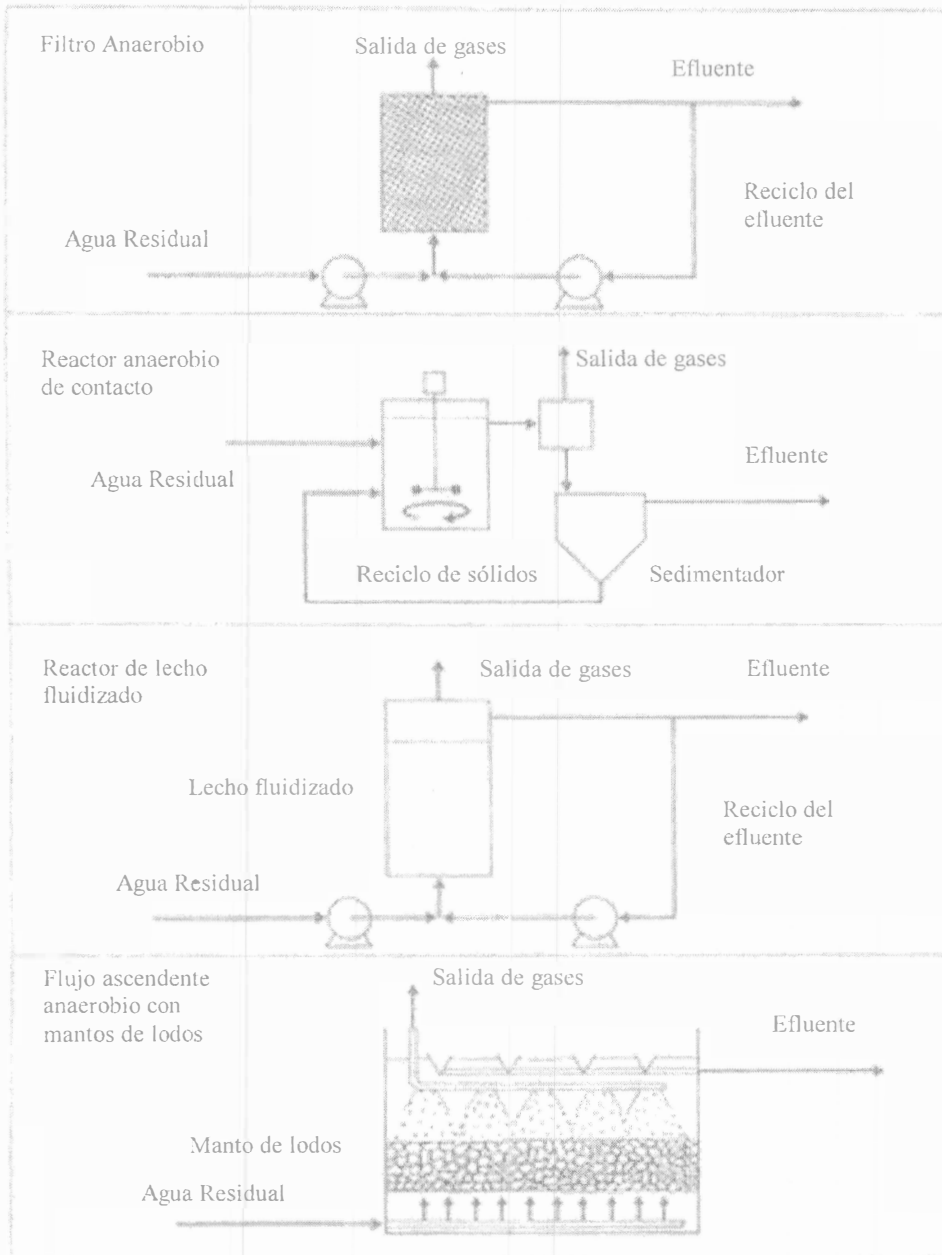 Filtro Anaerobio
Salida de gases
Efluente
Reciclo del
efluente
Agua Residual
Reactor anaerobio
de contacto
Salida de gases
Efluente
Agua Residual
Reciclo de sólidos
Sedimentador
Reactor de lecho
fluidizado
Salida de gases
Efluente
Lecho fluidizado
Reciclo del
efluente
Agua Residual
Flujo ascendente
anaerobio con
mantos de lodos
Salida de gases
Efluente
Manto de lodos
Agua Residual